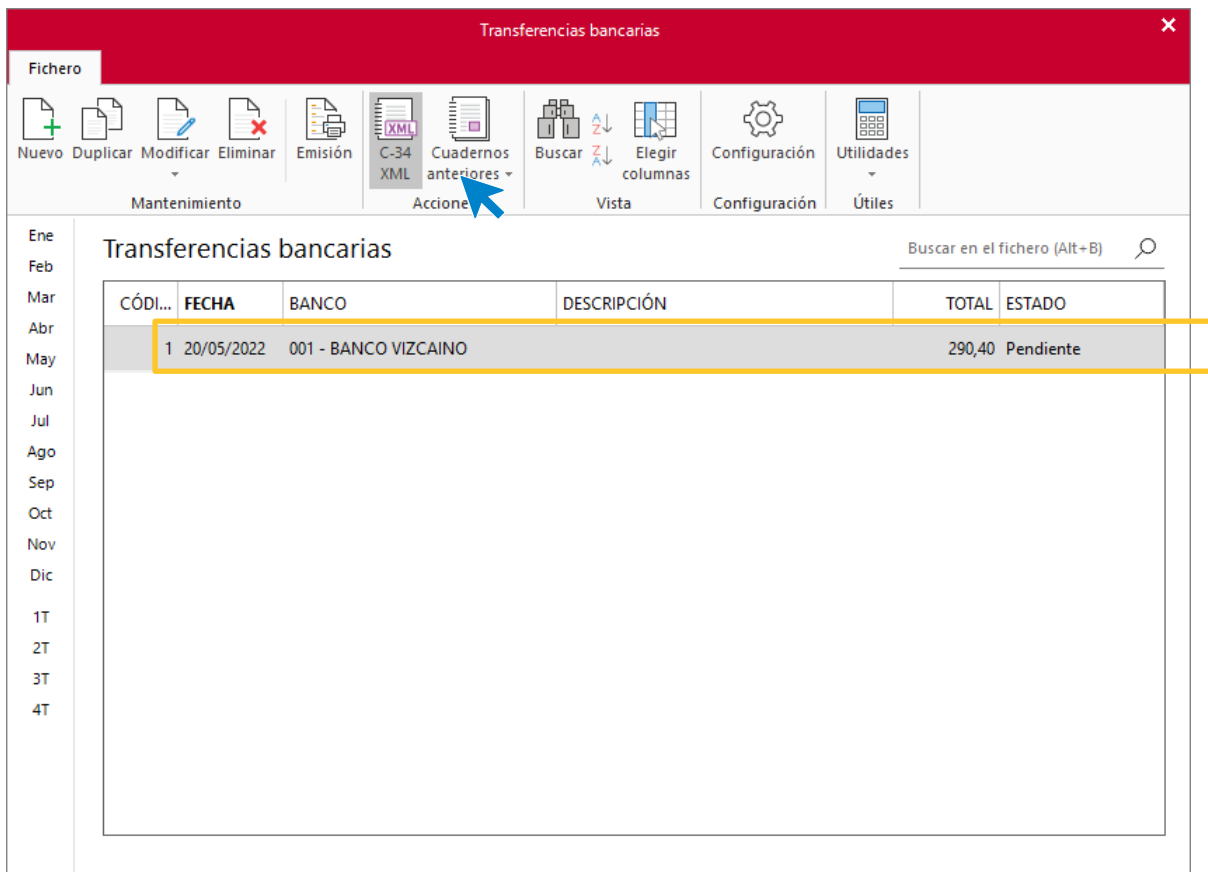 Transferencias bancarias
Fichero
Nuevo Duplicar Modificar Eliminar Emisión C-34 XML Cuadernos anteriores Buscar Elegir columnas Configuración Utilidades
Mantenimiento Accione Vista Configuración Útiles
Transferencias bancarias Buscar en el fichero (Alt+B)
CÓDI... FECHA BANCO DESCRIPCIÓN TOTAL ESTADO
1 20/05/2022 001 - BANCO VIZCAINO 290,40 Pendiente
Ene
Feb
Mar
Abr
May
Jun
Jul
Ago
Sep
Oct
Nov
Dic
1T
2T
3T
4T